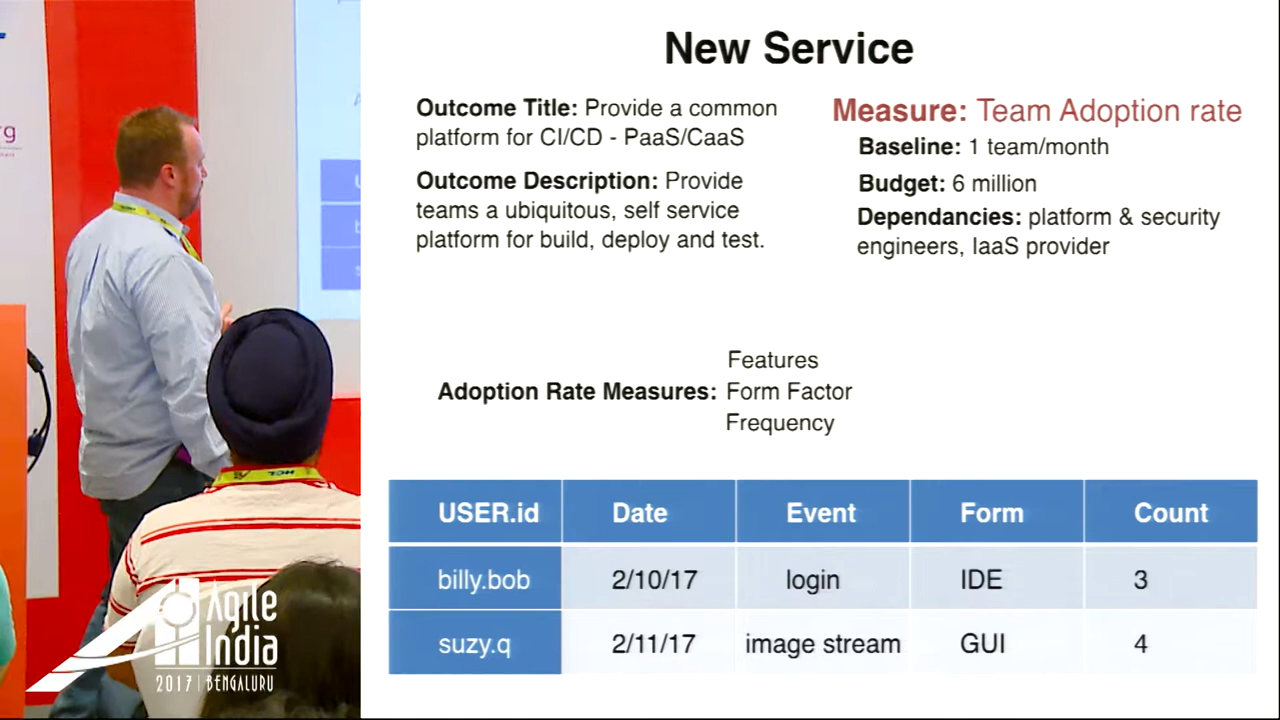 New Service
Outcome Title: Provide a common
platform for CI/CD - PaaS/CaaS
Outcome Description: Provide
teams a ubiquitous, self service
platform for build, deploy and test.
Measure: Team Adoption rate
Baseline: 1 team/month
Budget: 6 million
Dependancies: platform & security
engineers, IaaS provider
Features
Adoption Rate Measures: Form Factor
Frequency
USER.id Date Event Form Count
billy.bob 2/10/17 login IDE 3
suzy.q 2/11/17 image stream GUI 4
rg
HCL
Agile
India
2017 | BENGALURU